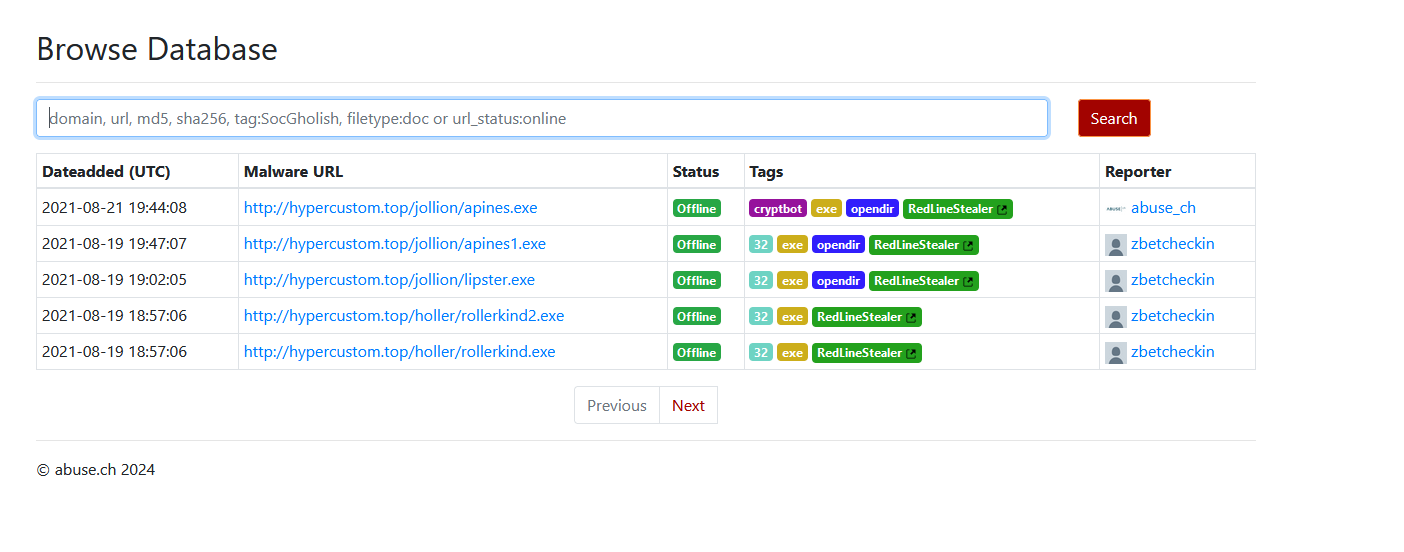 Browse Database
domain, url, md5, sha256, tag:SocGholish, filetype:doc or url_status:online Search
Dateadded (UTC) Malware URL Status Tags Reporter
2021-08-21 19:44:08 http://hypercustom.top/jollion/apines.exe Offline cryptbot exe opendir RedLineStealer abuse_ch
2021-08-19 19:47:07 http://hypercustom.top/jollion/apines1.exe Offline 32 exe opendir RedLineStealer zbetcheckin
2021-08-19 19:02:05 http://hypercustom.top/jollion/lipster.exe Offline 32 exe opendir RedLineStealer zbetcheckin
2021-08-19 18:57:06 http://hypercustom.top/holler/rollerkind2.exe Offline 32 exe RedLineStealer zbetcheckin
2021-08-19 18:57:06 http://hypercustom.top/holler/rollerkind.exe Offline 32 exe RedLineStealer zbetcheckin
Previous Next
© abuse.ch 2024